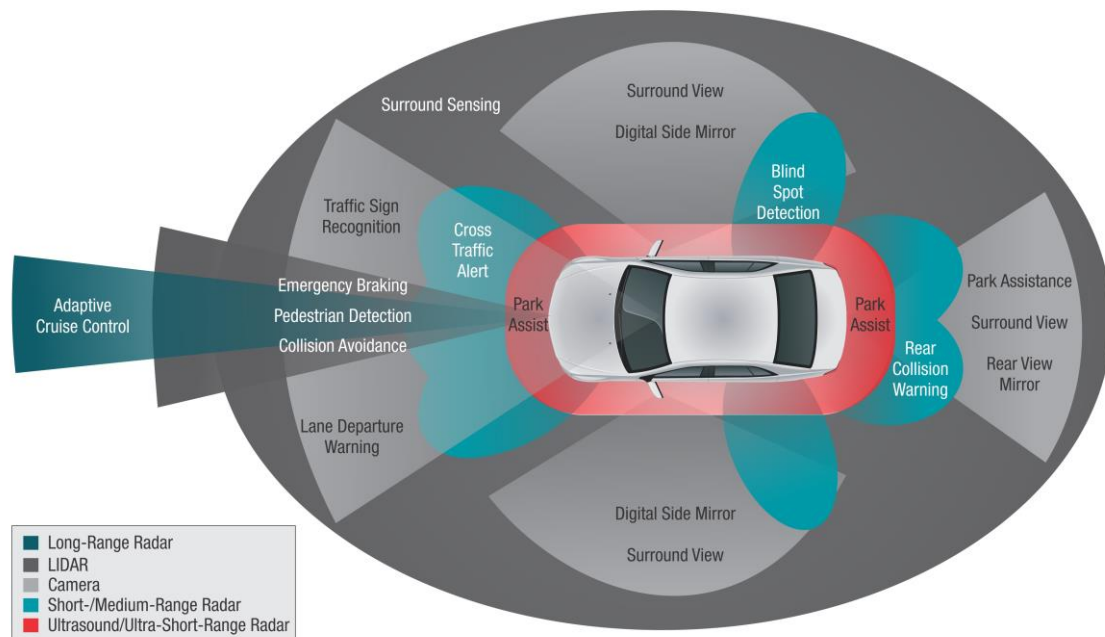 Surround Sensing
Surround View
Digital Side Mirror
Blind
Spot
Detection
Traffic Sign
Recognition
Cross
Traffic
Alert
Adaptive
Cruise Control
Emergency Braking
Pedestrian Detection
Collision Avoidance
Park
Assist
Park
Assist
Park Assistance
Surround View
Rear View
Mirror
Rear
Collision
Warning
Lane Departure
Warning
Digital Side Mirror
Surround View
Long-Range Radar
LIDAR
Camera
Short-/Medium-Range Radar
Ultrasound/Ultra-Short-Range Radar